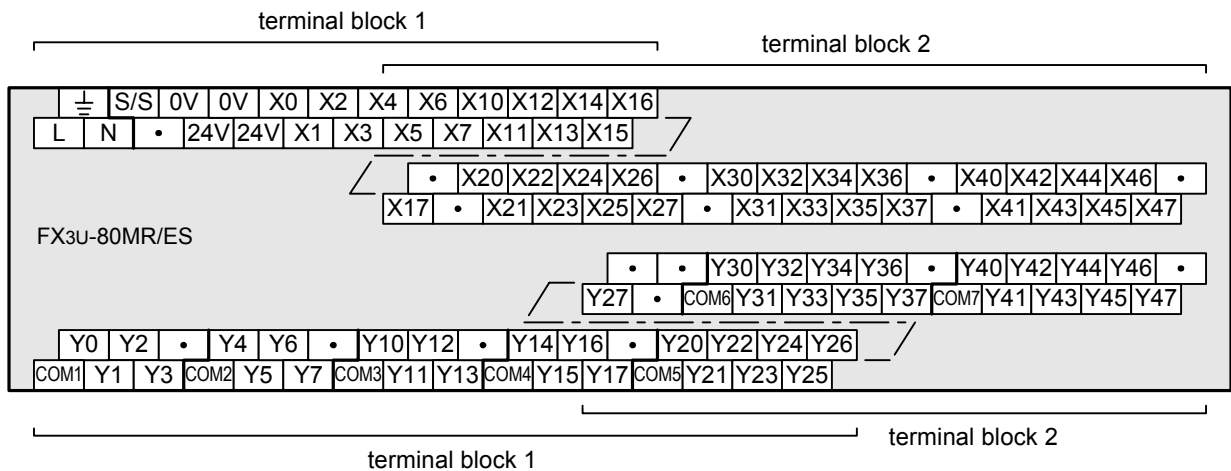 terminal block 1
terminal block 2
⏚ S/S 0V 0V X0 X2 X4 X6 X10 X12 X14 X16
L N • 24V 24V X1 X3 X5 X7 X11 X13 X15
• X20 X22 X24 X26 • X30 X32 X34 X36 • X40 X42 X44 X46 •
X17 • X21 X23 X25 X27 • X31 X33 X35 X37 • X41 X43 X45 X47
FX3U-80MR/ES
• • Y30 Y32 Y34 Y36 • Y40 Y42 Y44 Y46 •
Y27 • COM6 Y31 Y33 Y35 Y37 COM7 Y41 Y43 Y45 Y47
Y0 Y2 • Y4 Y6 • Y10 Y12 • Y14 Y16 • Y20 Y22 Y24 Y26
COM1 Y1 Y3 COM2 Y5 Y7 COM3 Y11 Y13 COM4 Y15 Y17 COM5 Y21 Y23 Y25
terminal block 2
terminal block 1